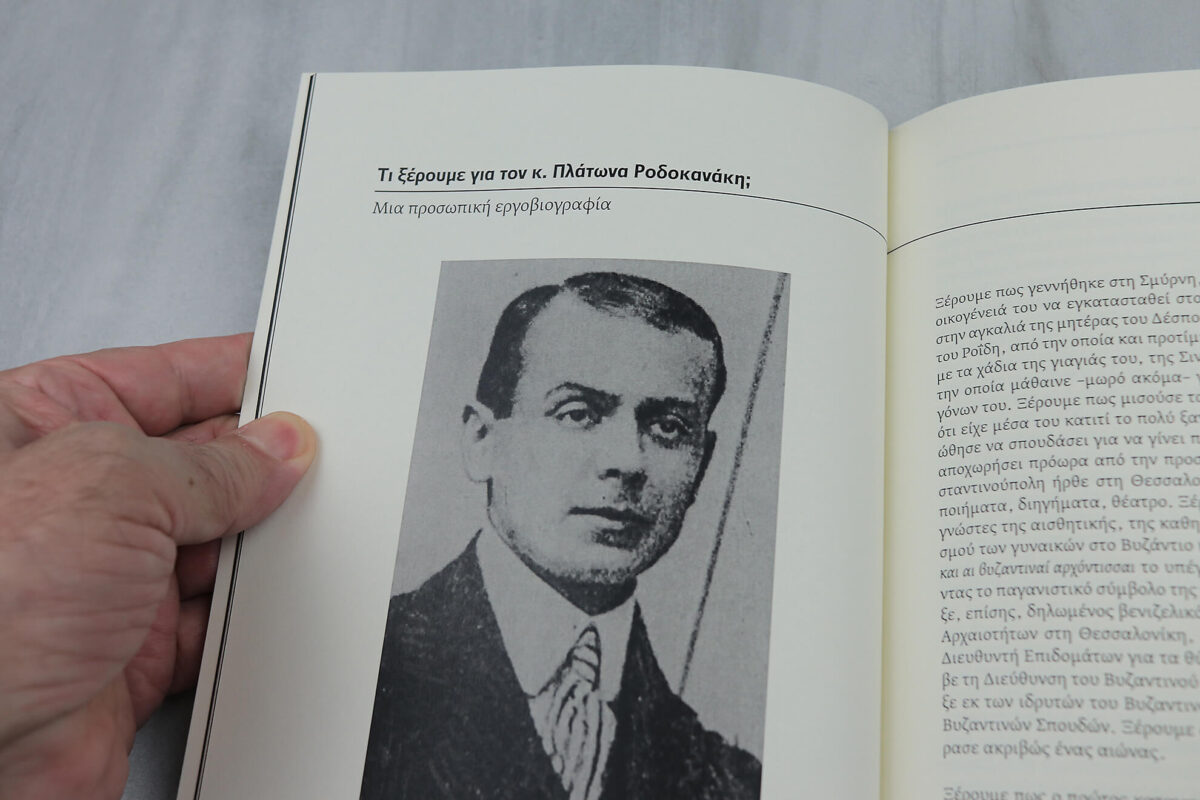 Τι ξέρουμε για τον κ. Πλάτωνα Ροδοκανάκη;
Μια προσωπική εργοβιογραφία
Ξέρουμε πως γεννήθηκε στη Σμύρνη,
οικογένειά του να εγκατασταθεί στο
στην αγκαλιά της μητέρας του Δέσπο
του Ροΐδη, από την οποία και προτίμ
με τα χάδια της γιαγιάς του, της Σιν
την οποία μάθαινε –μωρό ακόμα–
γόνων του. Ξέρουμε πως μισούσε το
ότι είχε μέσα του κατιτί το πολύ ξα
ώθησε να σπουδάσει για να γίνει π
αποχωρήσει πρόωρα από την προσ
σταντινούπολη ήρθε στη Θεσσαλο
ποιήματα, διηγήματα, θέατρο. Ξέ
γνώστες της αισθητικής, της καθη
σμού των γυναικών στο Βυζάντιο
και αι βυζαντιναί αρχόντισσαι το υπέγ
ντας το παγανιστικό σύμβολο της
ξε, επίσης, δηλωμένος βενιζελικό
Αρχαιοτήτων στη Θεσσαλονίκη,
Διευθυντή Επιδομάτων για τα θύ
βε τη Διεύθυνση του Βυζαντινού
ξε εκ των ιδρυτών του Βυζαντιν
Βυζαντινών Σπουδών. Ξέρουμε
ρασε ακριβώς ένας αιώνας.
Ξέρουμε πως ο πρώτος